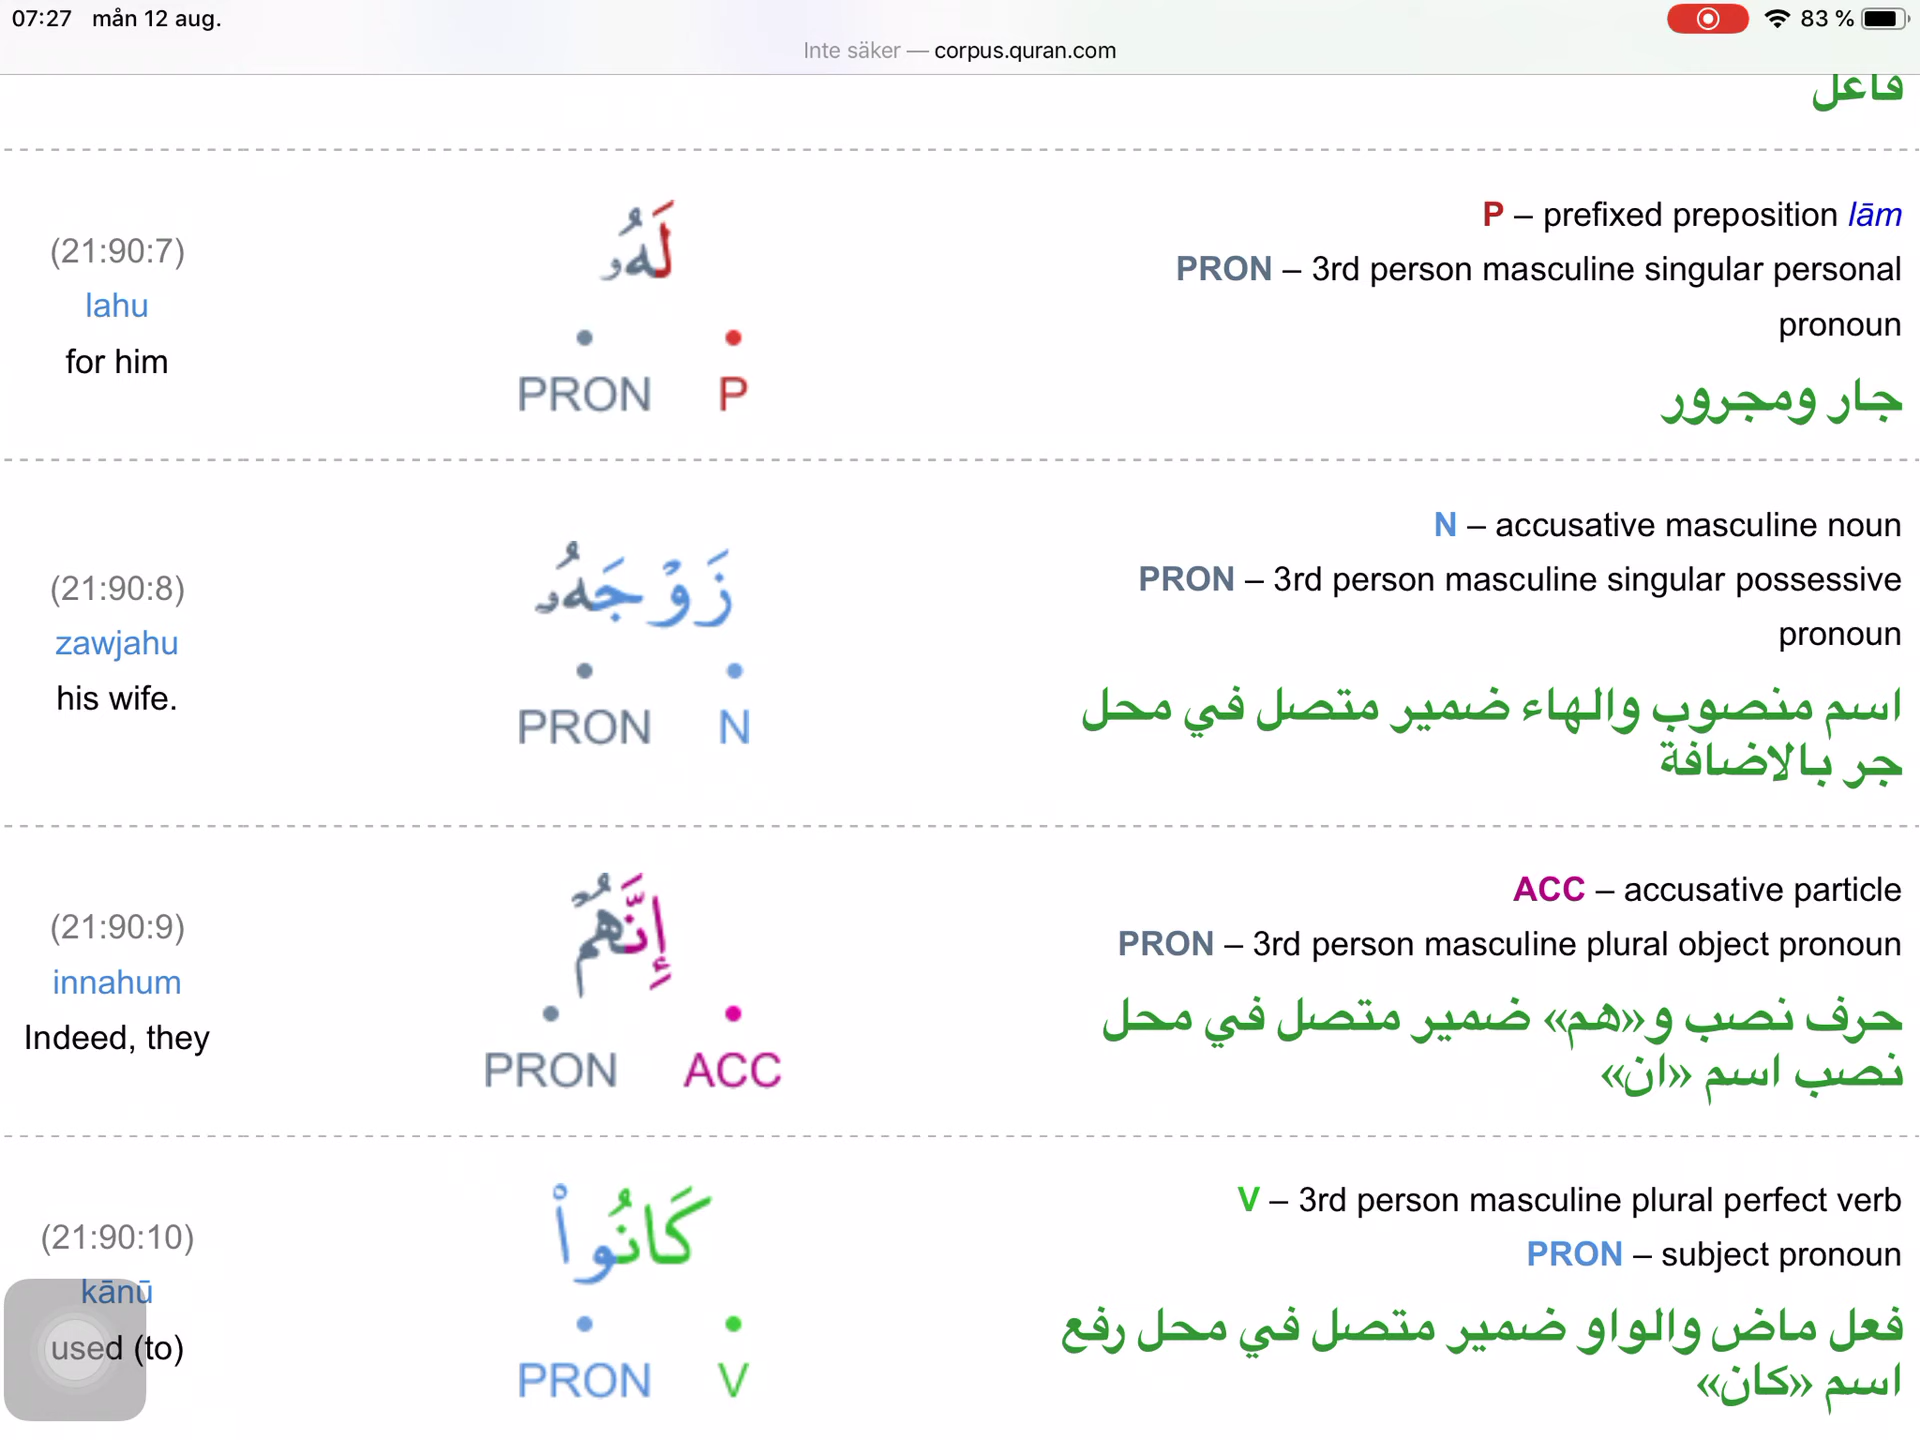 07:27 mån 12 aug.
83 %
Inte säker — corpus.quran.com
فاعل
(21:90:7)
lahu
for him
لَهُۥ
PRON P
P – prefixed preposition lām
PRON – 3rd person masculine singular personal
pronoun
جار ومجرور
(21:90:8)
zawjahu
his wife.
زَوْجَهُۥ
PRON N
N – accusative masculine noun
PRON – 3rd person masculine singular possessive
pronoun
اسم منصوب والهاء ضمير متصل في محل
جر بالاضافة
(21:90:9)
innahum
Indeed, they
إِنَّهُمْ
PRON ACC
ACC – accusative particle
PRON – 3rd person masculine plural object pronoun
حرف نصب و«هم» ضمير متصل في محل
نصب اسم «ان»
(21:90:10)
kānū
used (to)
كَانُوا۟
PRON V
V – 3rd person masculine plural perfect verb
PRON – subject pronoun
فعل ماض والواو ضمير متصل في محل رفع
اسم «كان»